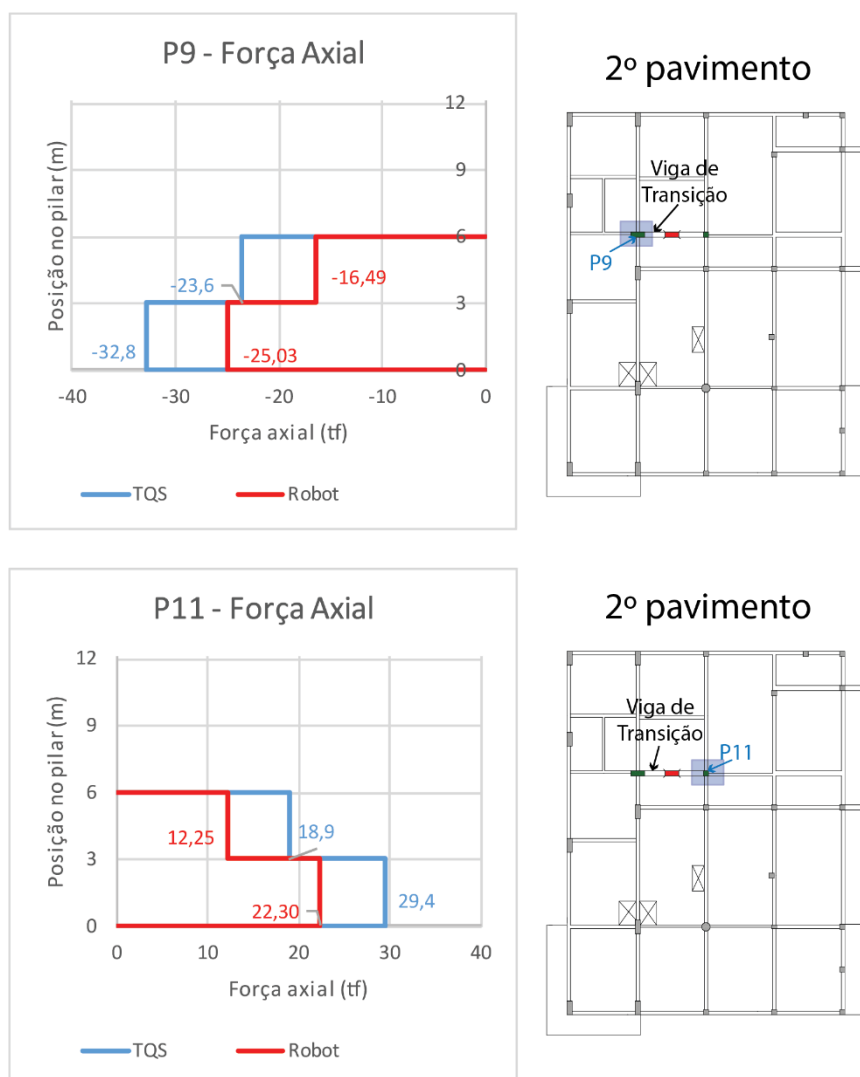 P9 - Força Axial
Posição no pilar (m)
12
9
6
3
0
-23,6
-16,49
-32,8
-25,03
-40
-30
-20
-10
0
Força axial (tf)
TQS
Robot
2º pavimento
Viga de
Transição
P9
P11 - Força Axial
Posição no pilar (m)
12
9
6
3
0
12,25
18,9
22,30
29,4
0
10
20
30
40
Força axial (tf)
TQS
Robot
2º pavimento
Viga de
Transição
P11